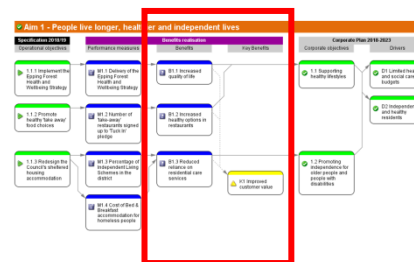 Aim 1 - People live longer, healthier and independent lives
Specification 2018/19
Benefits realisation
Corporate Plan 2018-2023
Operational objectives
Performance measures
Benefits
Key Benefits
Corporate objectives
Drivers
1.1.1 Implement the
Epping Forest
Health and
Wellbeing Strategy
M1.1 Delivery of the
Epping Forest
Health and
Wellbeing Strategy
B1.1 Increased
quality of life
1.1 Supporting
healthy lifestyles
D1 Limited hea
and social care
budgets
1.1.2 Promote
healthy 'take away'
food choices
M1.2 Number of
'take-away'
restaurants signed
up to 'Tuck In'
pledge
B1.2 Increased
healthy options in
restaurants
D2 Independen
and healthy
residents
1.1.3 Redesign the
Council's sheltered
housing
accommodation
M1.3 Percentage of
Independent Living
Schemes in the
district
B1.3 Reduced
reliance on
residential care
services
K1 Improved
customer value
1.2 Promoting
independence for
older people and
people with
disabilities
M1.4 Cost of Bed &
Breakfast
accommodation for
homeless people